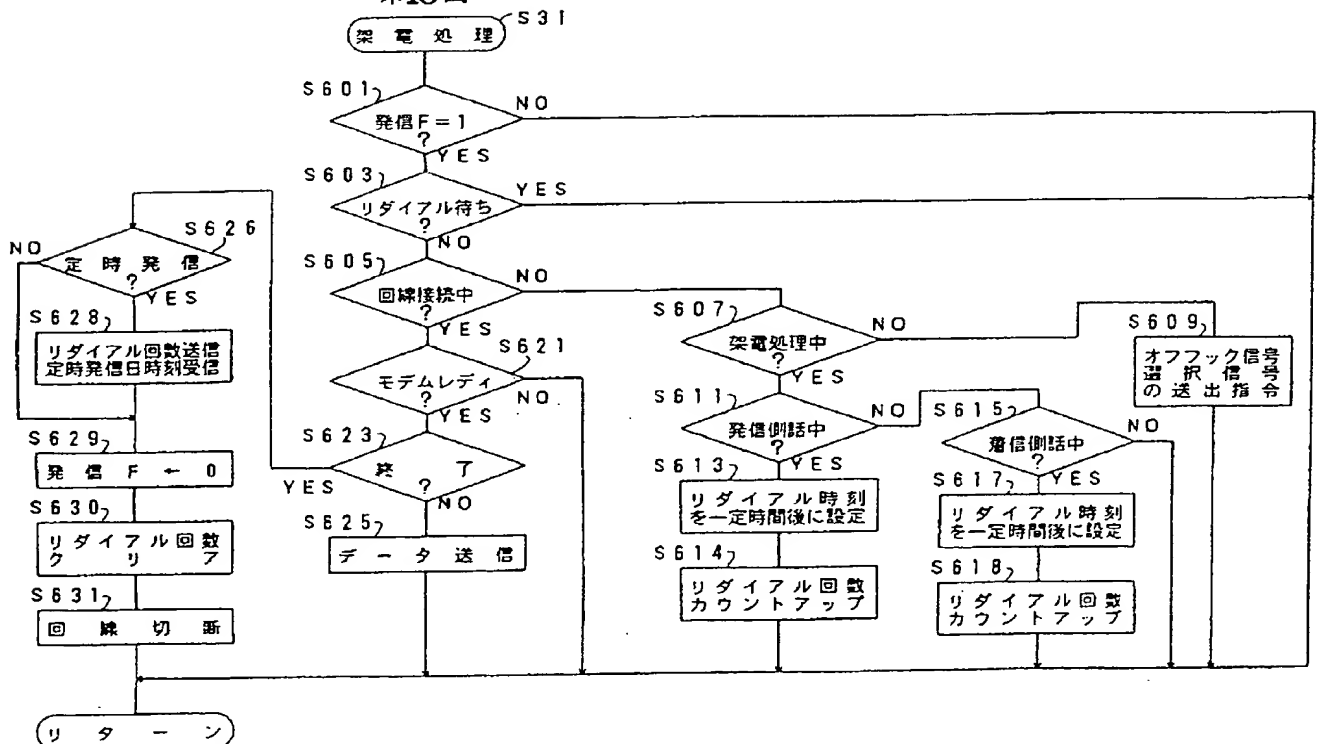 S31
架電処理
S601
発信F=1
?
NO
YES
S603
リダイアル待ち
?
YES
NO
S605
回線接続中
?
NO
YES
S621
モデムレディ
?
NO
YES
S623
終了
?
YES
NO
S625
データ送信
S626
定時発信
?
NO
YES
S628
リダイアル回数送信
定時発信日時刻受信
S629
発信F←0
S630
リダイアル回数
クリア
S631
回線切断
リターン
S607
架電処理中
?
NO
YES
S609
オフフック信号
選択信号
の送出指令
S611
発信側話中
?
NO
YES
S613
リダイアル時刻
を一定時間後に設定
S614
リダイアル回数
カウントアップ
S615
着信側話中
?
NO
YES
S617
リダイアル時刻
を一定時間後に設定
S618
リダイアル回数
カウントアップ